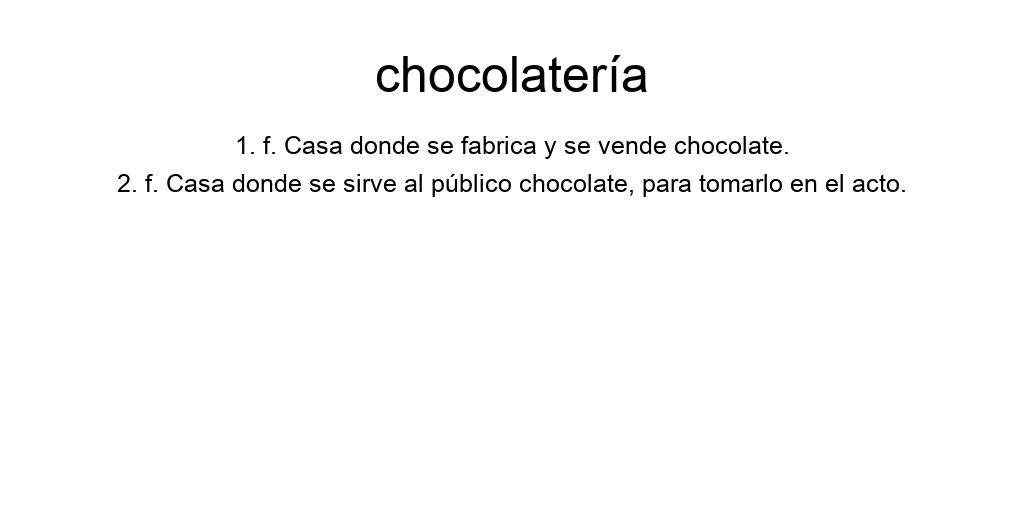 chocolatería
1. f. Casa donde se fabrica y se vende chocolate.
2. f. Casa donde se sirve al público chocolate, para tomarlo en el acto.